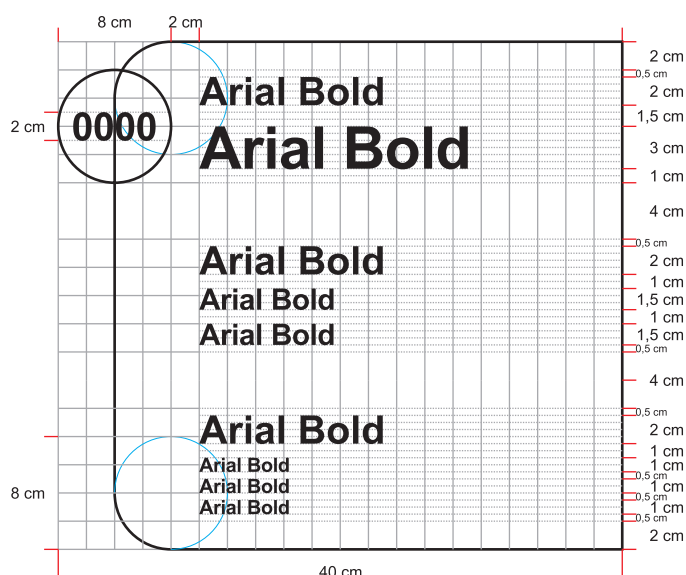 8 cm 2 cm
2 cm
0,5 cm
Arial Bold 2 cm
1,5 cm
2 cm 0000
Arial Bold 3 cm
1 cm
4 cm
0,5 cm
Arial Bold 2 cm
1 cm
Arial Bold 1,5 cm
1 cm
Arial Bold 1,5 cm
0,5 cm
4 cm
0,5 cm
Arial Bold 2 cm
1 cm
Arial Bold 1 cm
0,5 cm
Arial Bold 1 cm
8 cm 0,5 cm
Arial Bold 1 cm
0,5 cm
2 cm
40 cm